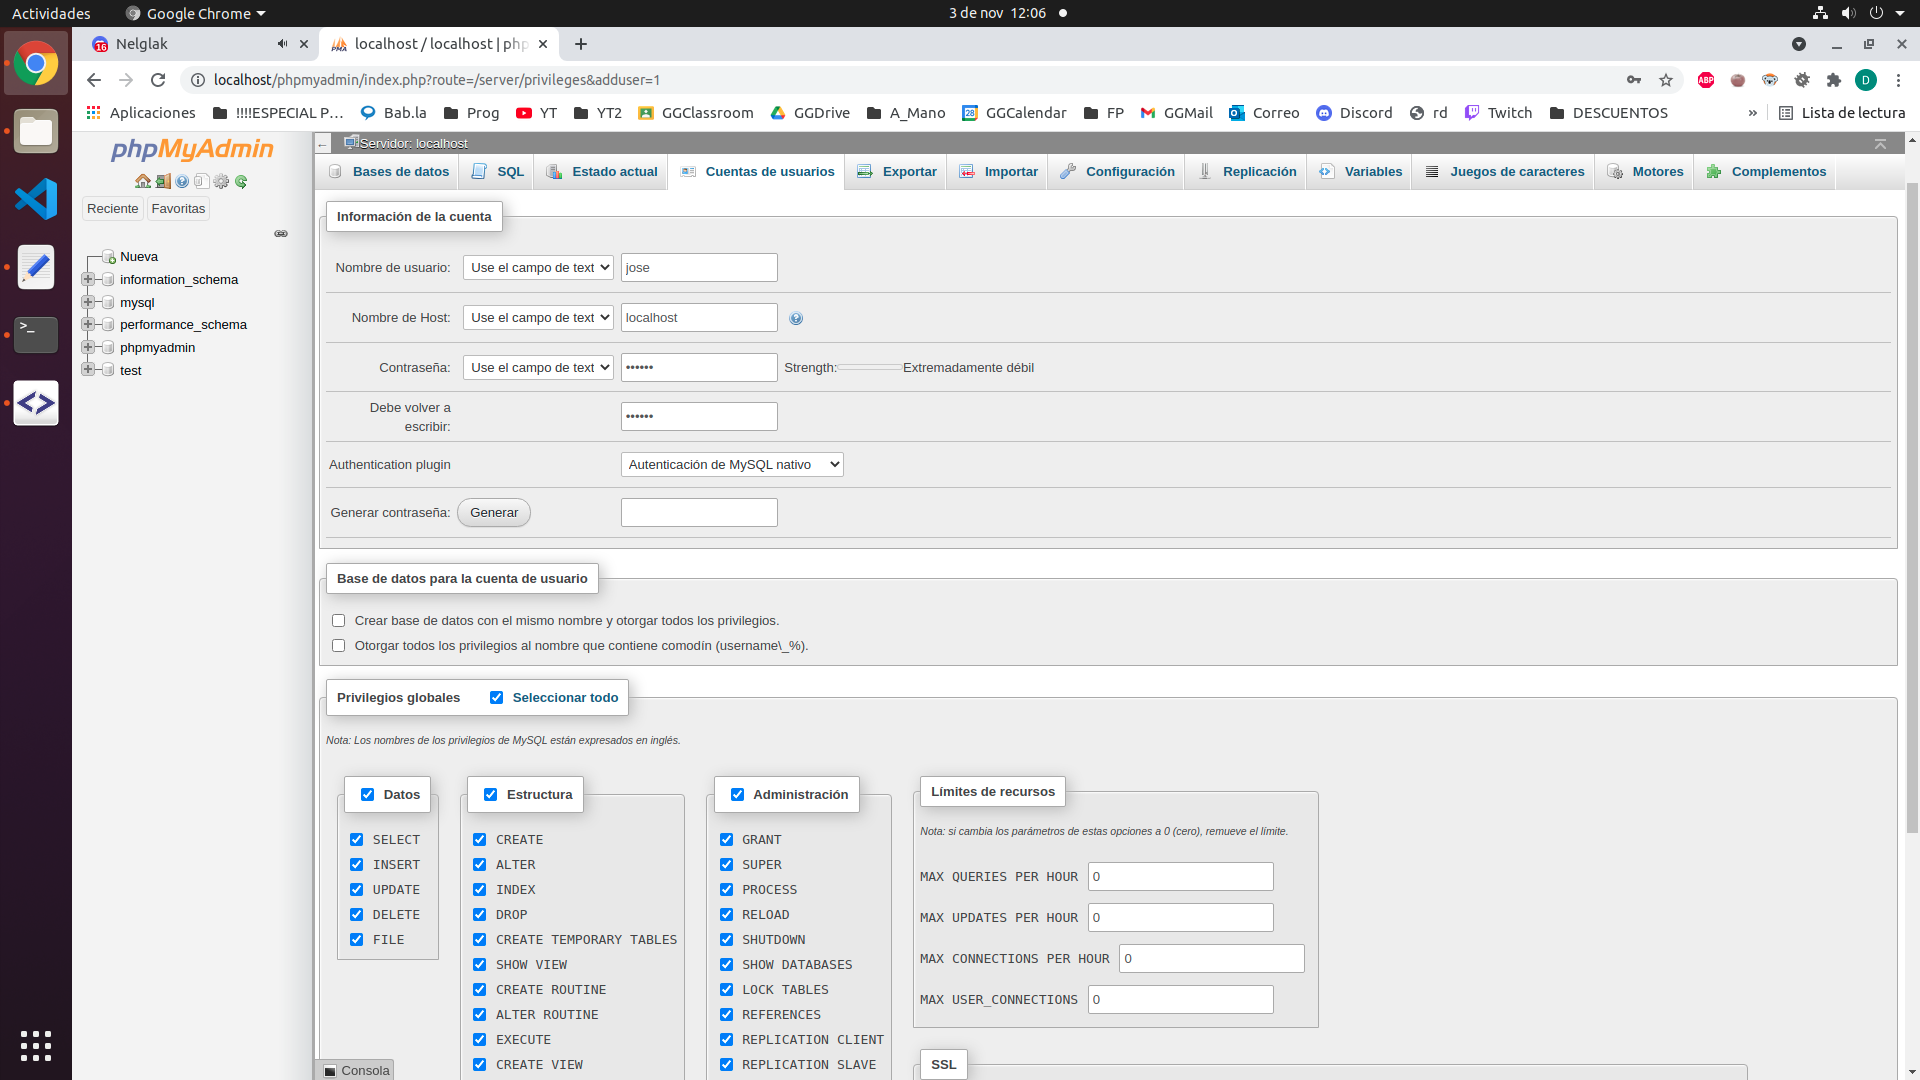 Actividades Google Chrome 3 de nov 12:06
16 Nelglak localhost / localhost | php
localhost/phpmyadmin/index.php?route=/server/privileges&adduser=1 ABP D
Aplicaciones !!!!ESPECIAL P… Bab.la Prog YT YT2 GGClassroom GGDrive A_Mano 28 GGCalendar FP GGMail Correo Discord rd Twitch DESCUENTOS » Lista de lectura
phpMyAdmin
Reciente Favoritas
Nueva
information_schema
mysql
performance_schema
phpmyadmin
test
Servidor: localhost
Bases de datos SQL Estado actual Cuentas de usuarios Exportar Importar Configuración Replicación Variables Juegos de caracteres Motores Complementos
Información de la cuenta
Nombre de usuario: Use el campo de text jose
Nombre de Host: Use el campo de text localhost
Contraseña: Use el campo de text •••••• Strength: Extremadamente débil
Debe volver a
escribir: ••••••
Authentication plugin Autenticación de MySQL nativo
Generar contraseña: Generar
Base de datos para la cuenta de usuario
Crear base de datos con el mismo nombre y otorgar todos los privilegios.
Otorgar todos los privilegios al nombre que contiene comodín (username\_%).
Privilegios globales Seleccionar todo
Nota: Los nombres de los privilegios de MySQL están expresados en inglés.
Datos
SELECT
INSERT
UPDATE
DELETE
FILE
Estructura
CREATE
ALTER
INDEX
DROP
CREATE TEMPORARY TABLES
SHOW VIEW
CREATE ROUTINE
ALTER ROUTINE
EXECUTE
CREATE VIEW
Administración
GRANT
SUPER
PROCESS
RELOAD
SHUTDOWN
SHOW DATABASES
LOCK TABLES
REFERENCES
REPLICATION CLIENT
REPLICATION SLAVE
Límites de recursos
Nota: si cambia los parámetros de estas opciones a 0 (cero), remueve el límite.
MAX QUERIES PER HOUR 0
MAX UPDATES PER HOUR 0
MAX CONNECTIONS PER HOUR 0
MAX USER_CONNECTIONS 0
SSL
Consola